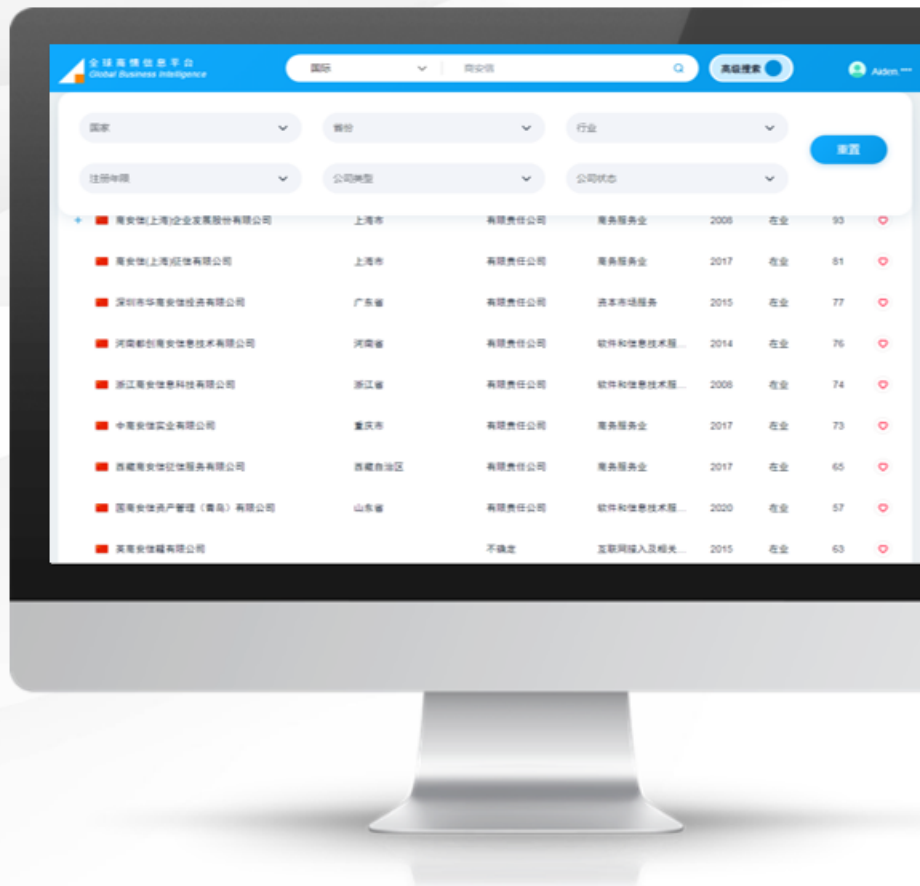 全球商情信息平台
Global Business Intelligence
国际 商安信 高级搜索 Aiden.***
国家 省份 行业
重置
注册年限 公司类型 公司状态
+ 商安信(上海)企业发展股份有限公司 上海市 有限责任公司 商务服务业 2008 在业 93
商安信(上海)征信有限公司 上海市 有限责任公司 商务服务业 2017 在业 81
深圳市华商安信投资有限公司 广东省 有限责任公司 资本市场服务 2015 在业 77
河南都创商安信息技术有限公司 河南省 有限责任公司 软件和信息技术服... 2014 在业 76
浙江商安信息科技有限公司 浙江省 有限责任公司 软件和信息技术服... 2008 在业 74
中商安信实业有限公司 重庆市 有限责任公司 商务服务业 2017 在业 73
西藏商安信征信服务有限公司 西藏自治区 有限责任公司 商务服务业 2017 在业 65
国商安信资产管理（青岛）有限公司 山东省 有限责任公司 软件和信息技术服... 2020 在业 57
英商安信籍有限公司 不确定 互联网接入及相关... 2015 在业 63